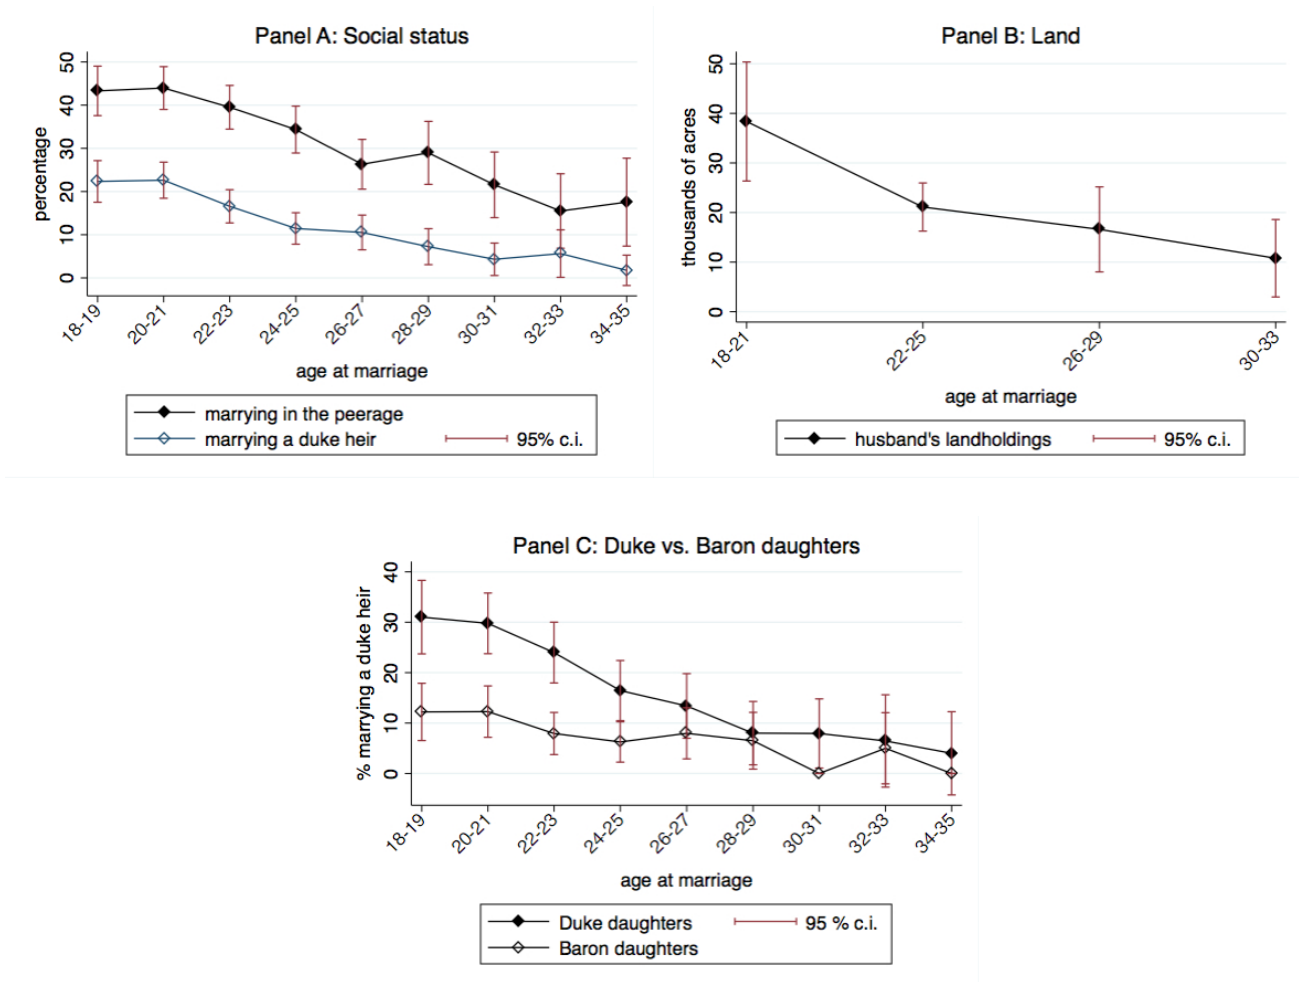 Panel A: Social status
percentage
50
40
30
20
10
0
18-19 20-21 22-23 24-25 26-27 28-29 30-31 32-33 34-35
age at marriage
marrying in the peerage
marrying a duke heir 95% c.i.
Panel B: Land
thousands of acres
50
40
30
20
10
0
18-21 22-25 26-29 30-33
age at marriage
husband's landholdings 95% c.i.
Panel C: Duke vs. Baron daughters
% marrying a duke heir
40
30
20
10
0
18-19 20-21 22-23 24-25 26-27 28-29 30-31 32-33 34-35
age at marriage
Duke daughters 95 % c.i.
Baron daughters